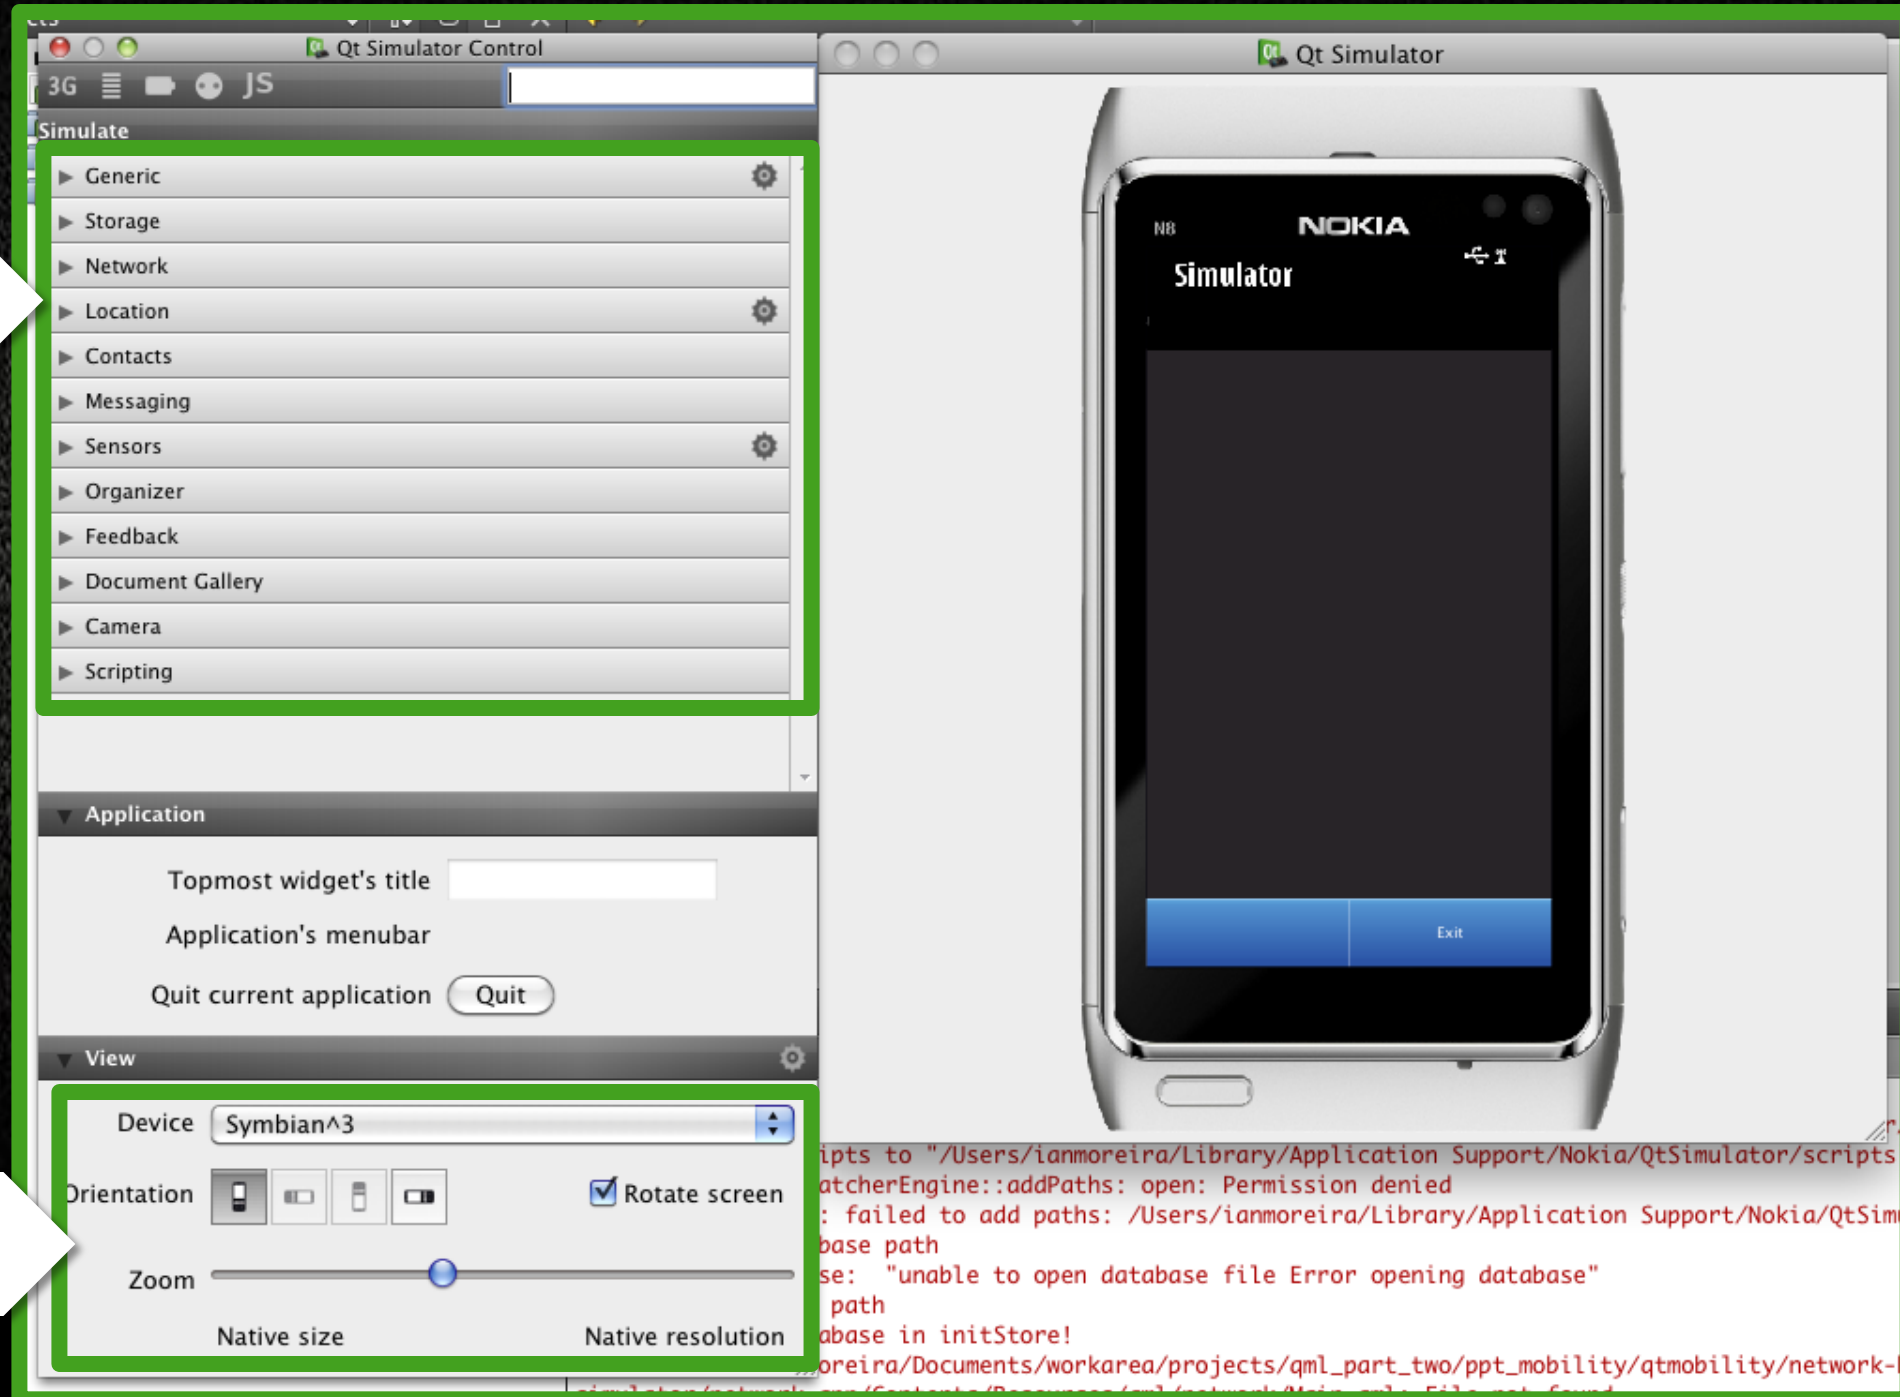 Qt Simulator Control
3G JS
Simulate
Generic
Storage
Network
Location
Contacts
Messaging
Sensors
Organizer
Feedback
Document Gallery
Camera
Scripting
Application
Topmost widget's title
Application's menubar
Quit current application Quit
View
Device Symbian^3
Orientation Rotate screen
Zoom
Native size Native resolution
Qt Simulator
N8 NOKIA
Simulator
Exit
ipts to "/Users/ianmoreira/Library/Application Support/Nokia/QtSimulator/scripts
atcherEngine::addPaths: open: Permission denied
: failed to add paths: /Users/ianmoreira/Library/Application Support/Nokia/QtSim
base path
se: "unable to open database file Error opening database"
path
abase in initStore!
oreira/Documents/workarea/projects/qml_part_two/ppt_mobility/qtmobility/network-